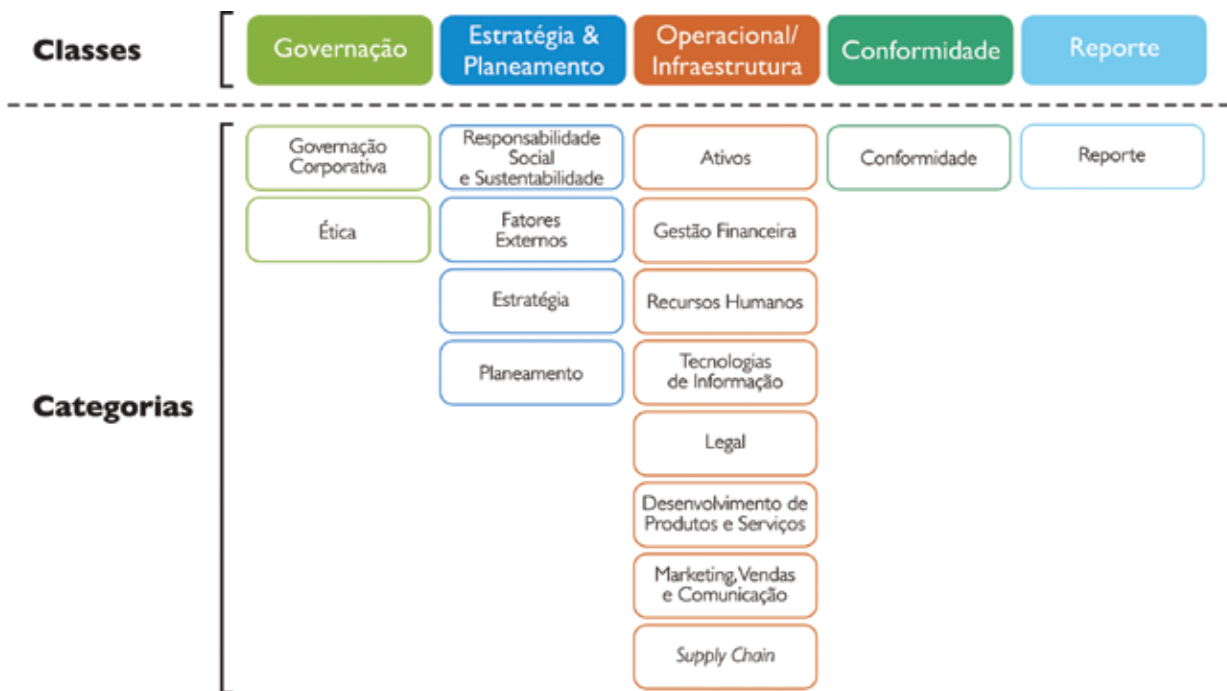 Classes
Governação
Estratégia &
Planeamento
Operacional/
Infraestrutura
Conformidade
Reporte
Categorias
Governação
Corporativa
Ética
Responsabilidade
Social
e Sustentabilidade
Fatores
Externos
Estratégia
Planeamento
Ativos
Gestão Financeira
Recursos Humanos
Tecnologias
de Informação
Legal
Desenvolvimento de
Produtos e Serviços
Marketing, Vendas
e Comunicação
Supply Chain
Conformidade
Reporte